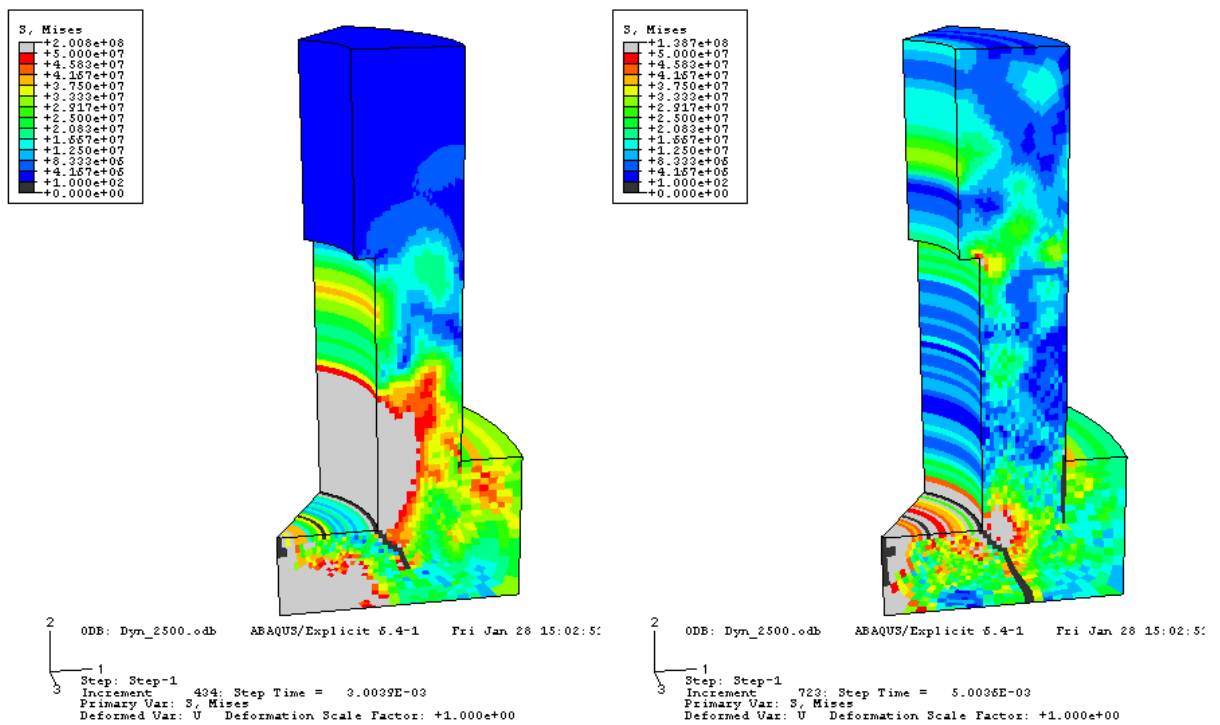 S, Mises
+2.008e+08
+5.000e+07
+4.583e+07
+4.167e+07
+3.750e+07
+3.333e+07
+2.917e+07
+2.500e+07
+2.083e+07
+1.667e+07
+1.250e+07
+8.333e+06
+4.167e+06
+1.000e+02
+0.000e+00
2
1
3
ODB: Dyn_2500.odb ABAQUS/Explicit 6.4-1 Fri Jan 28 15:02:5
Step: Step-1
Increment 434: Step Time = 3.0039E-03
Primary Var: S, Mises
Deformed Var: U Deformation Scale Factor: +1.000e+00
S, Mises
+1.387e+08
+5.000e+07
+4.583e+07
+4.167e+07
+3.750e+07
+3.333e+07
+2.917e+07
+2.500e+07
+2.083e+07
+1.667e+07
+1.250e+07
+8.333e+06
+4.167e+06
+1.000e+02
+0.000e+00
2
1
3
ODB: Dyn_2500.odb ABAQUS/Explicit 6.4-1 Fri Jan 28 15:02:5
Step: Step-1
Increment 723: Step Time = 5.0036E-03
Primary Var: S, Mises
Deformed Var: U Deformation Scale Factor: +1.000e+00